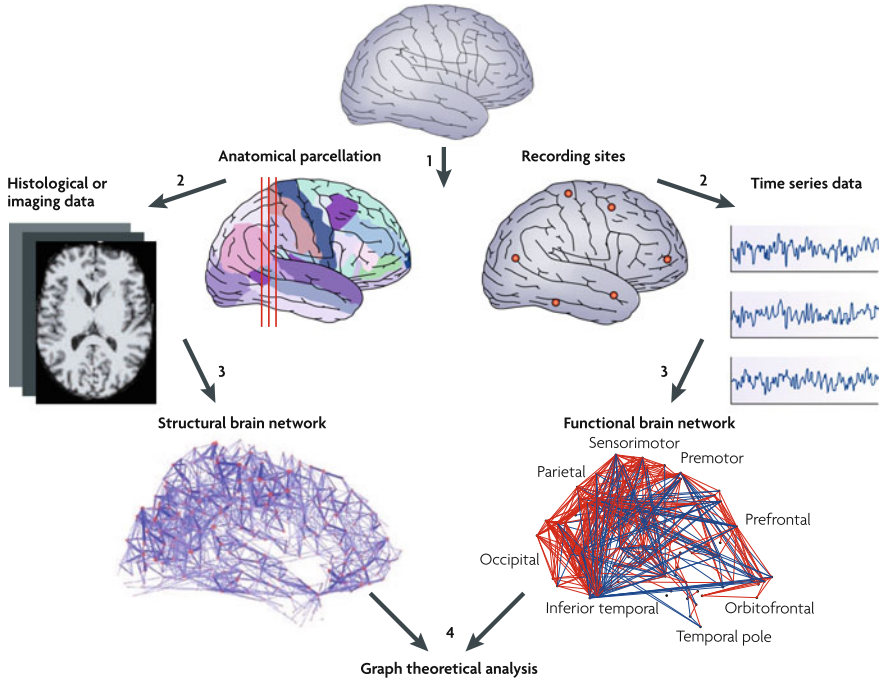 1
Anatomical parcellation
Recording sites
2
2
Histological or
imaging data
Time series data
3
3
Structural brain network
Functional brain network
Sensorimotor
Premotor
Parietal
Prefrontal
Occipital
Inferior temporal
Orbitofrontal
Temporal pole
4
Graph theoretical analysis